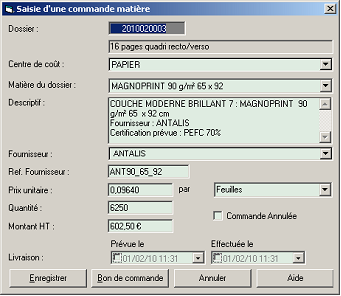 Saisie d'une commande matière
Dossier : 2010020003
16 pages quadri recto/verso
Centre de coût : PAPIER
Matière du dossier : MAGNOPRINT 90 g/m² 65 x 92
Descriptif : COUCHE MODERNE BRILLANT 7 : MAGNOPRINT 90
g/m² 65 x 92 cm
Fournisseur : ANTALIS
Certification prévue : PEFC 70%
Fournisseur : ANTALIS
Ref. Fournisseur : ANT90_65_92
Prix unitaire : 0,09640 par Feuilles
Quantité : 6250
Commande Annulée
Montant HT : 602,50 €
Prévue le Effectuée le
Livraison : 01/02/10 11:31 01/02/10 11:31
Enregistrer Bon de commande Annuler Aide